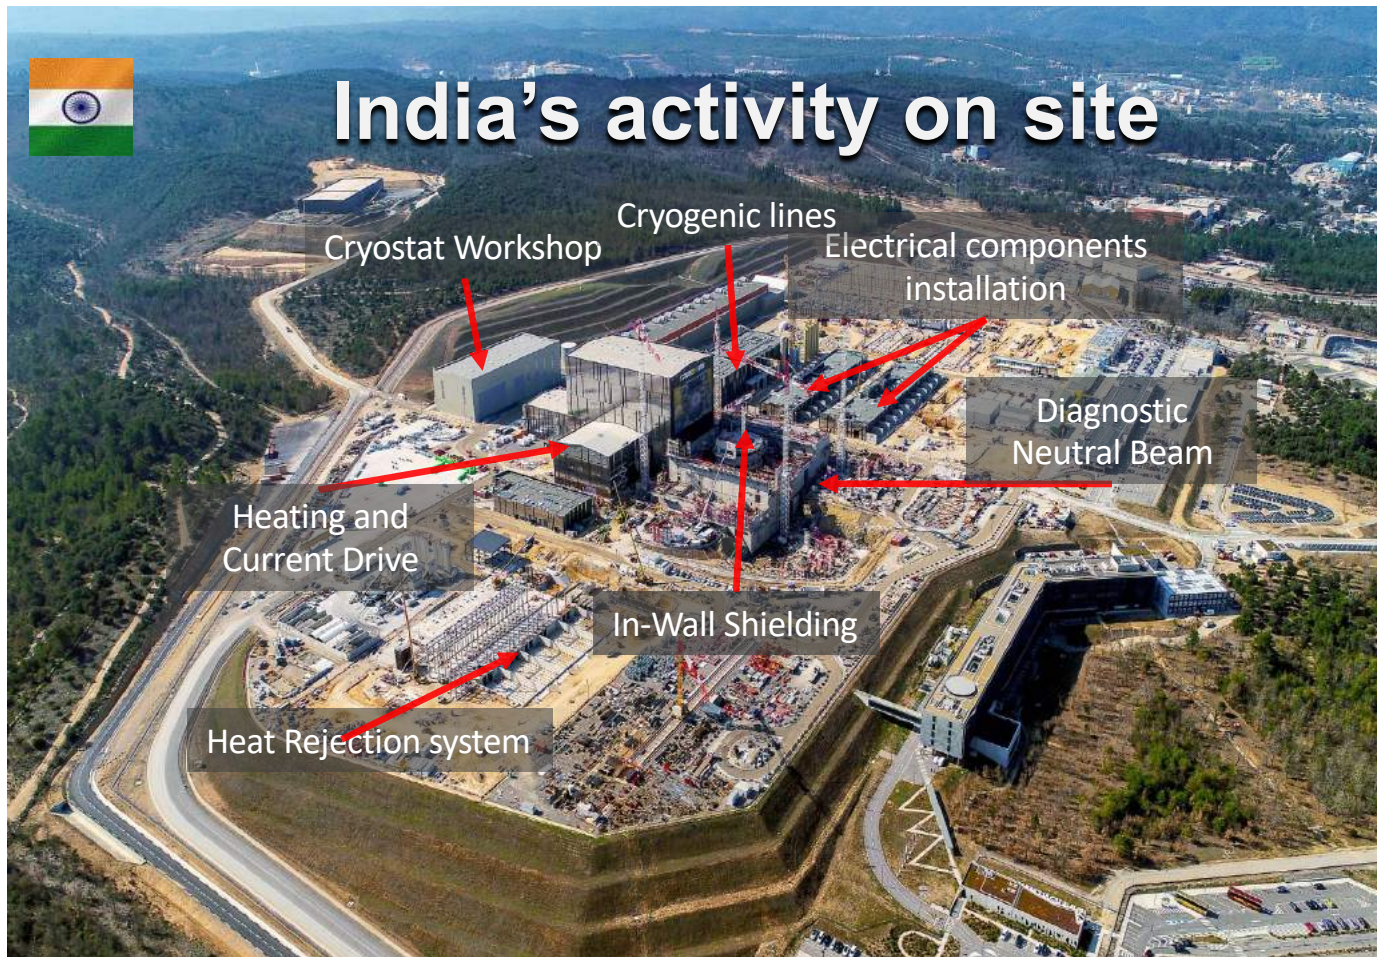 India’s activity on site
Cryogenic lines
Cryostat Workshop
Electrical components
installation
Diagnostic
Neutral Beam
Heating and
Current Drive
In-Wall Shielding
Heat Rejection system